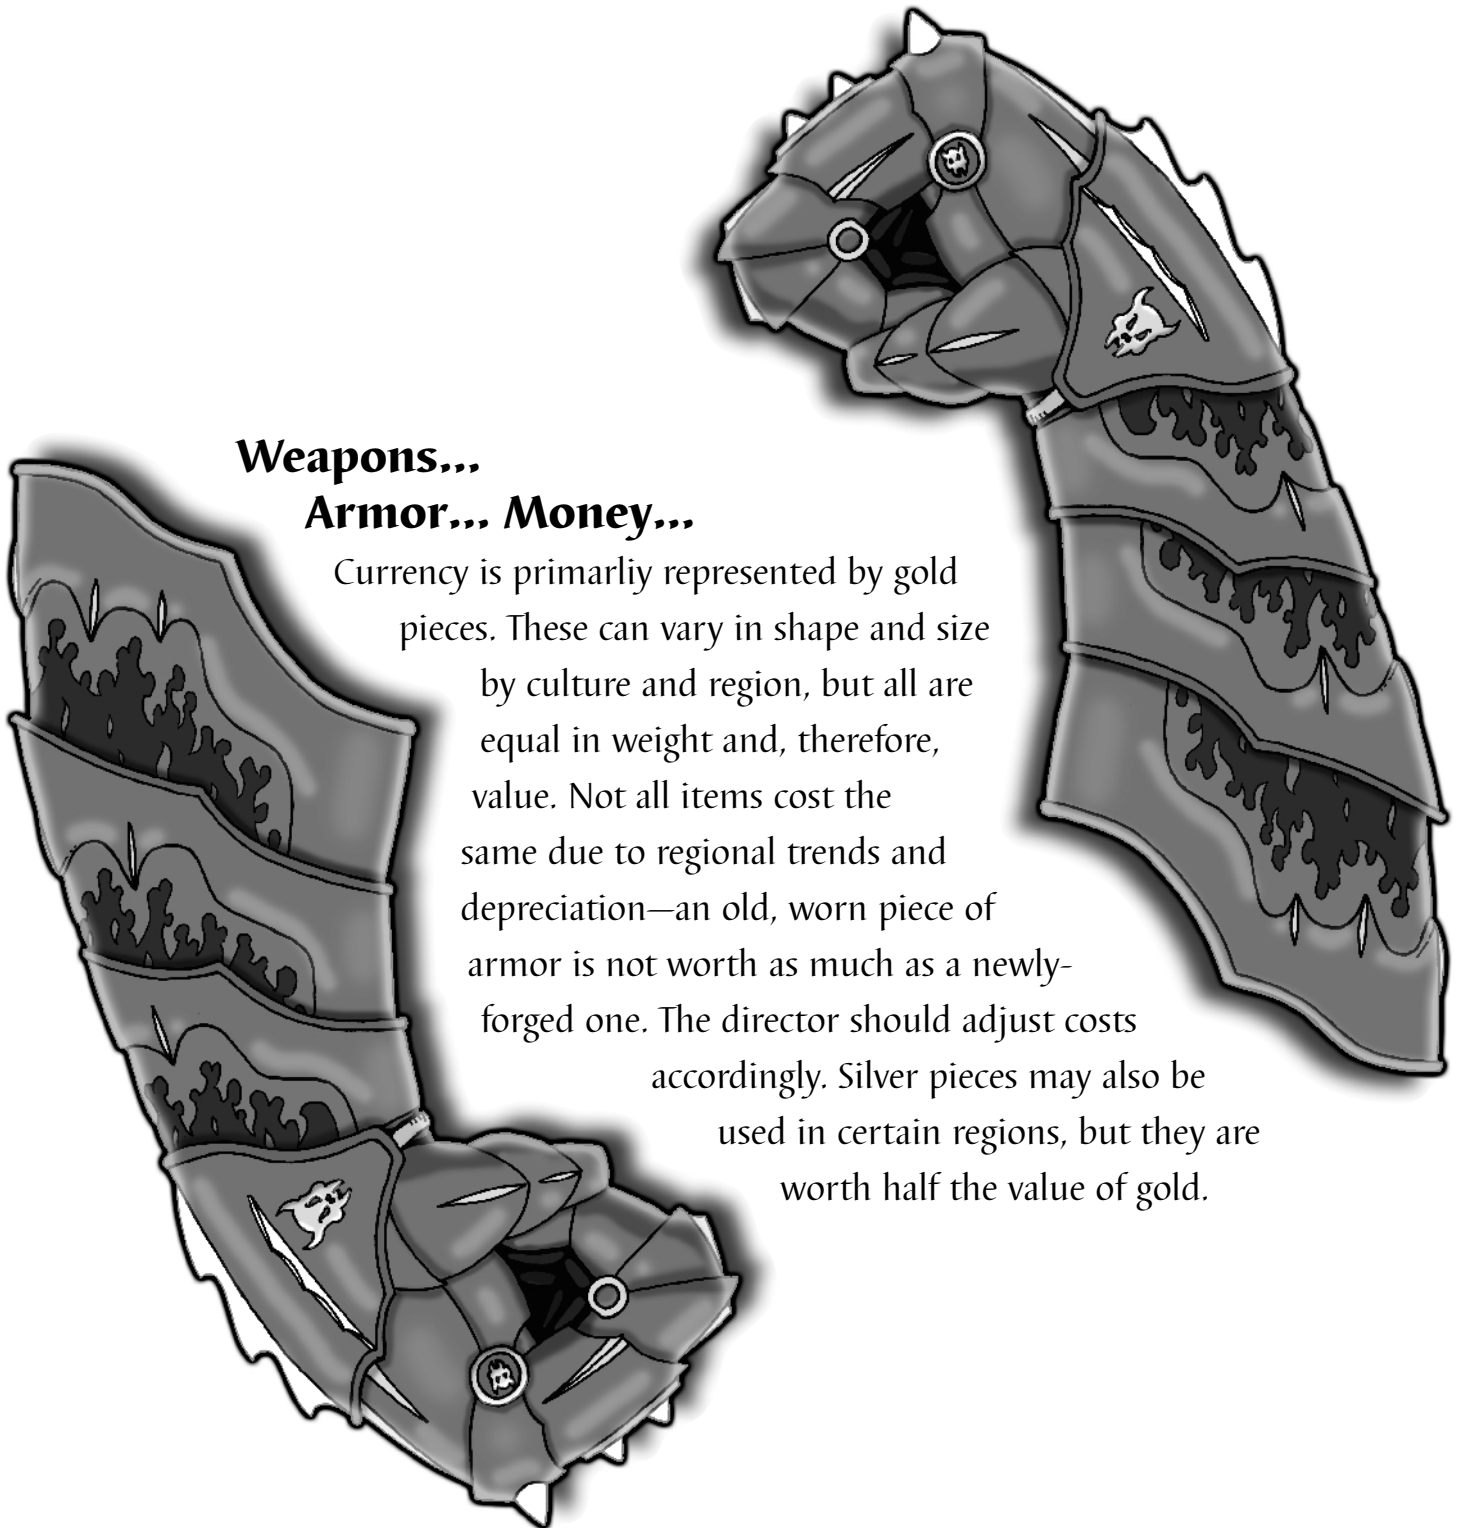 Weapons...
Armor... Money...
Currency is primarliy represented by gold
pieces. These can vary in shape and size
by culture and region, but all are
equal in weight and, therefore,
value. Not all items cost the
same due to regional trends and
depreciation—an old, worn piece of
armor is not worth as much as a newly-
forged one. The director should adjust costs
accordingly. Silver pieces may also be
used in certain regions, but they are
worth half the value of gold.